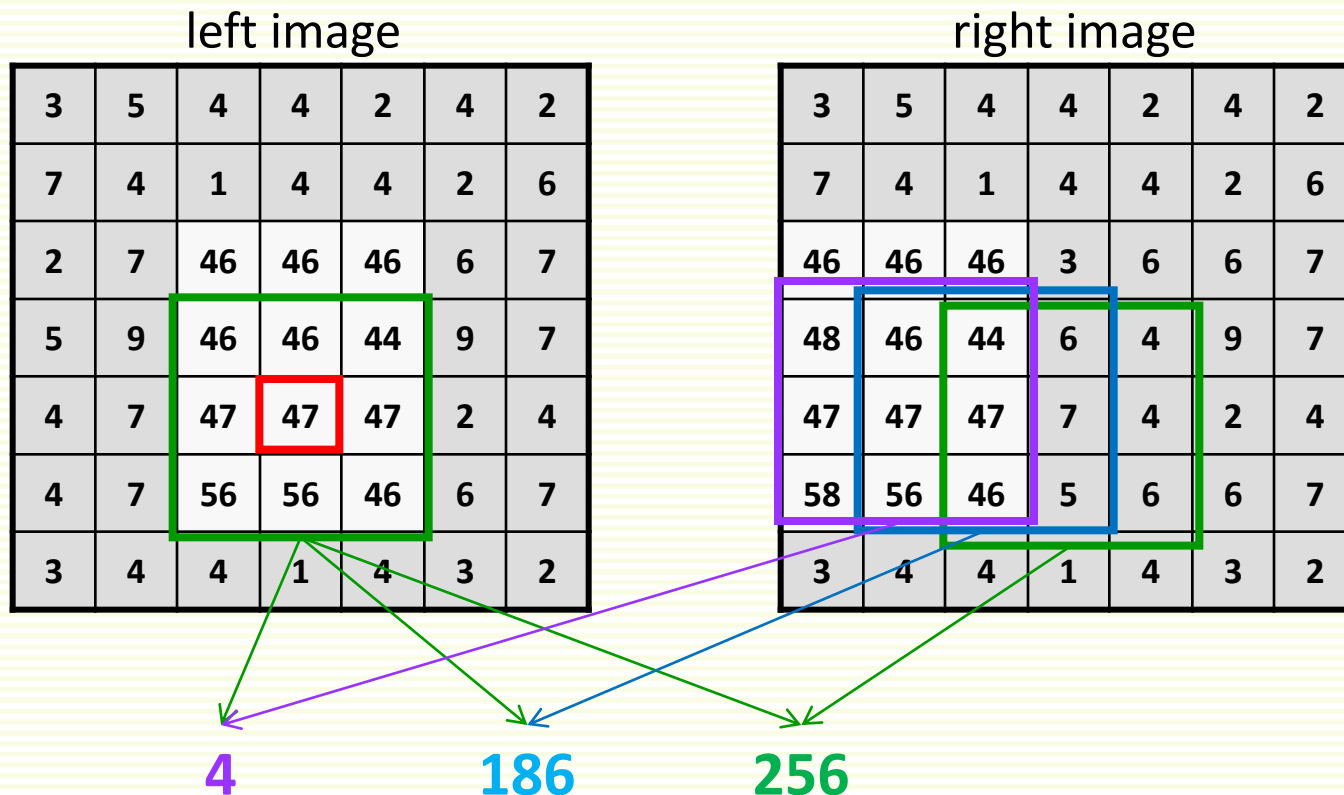 left image right image
3 5 4 4 2 4 2 3 5 4 4 2 4 2
7 4 1 4 4 2 6 7 4 1 4 4 2 6
2 7 46 46 46 6 7 46 46 46 3 6 6 7
5 9 46 46 44 9 7 48 46 44 6 4 9 7
4 7 47 47 47 2 4 47 47 47 7 4 2 4
4 7 56 56 46 6 7 58 56 46 5 6 6 7
3 4 4 1 4 3 2 3 4 4 1 4 3 2
4 186 256